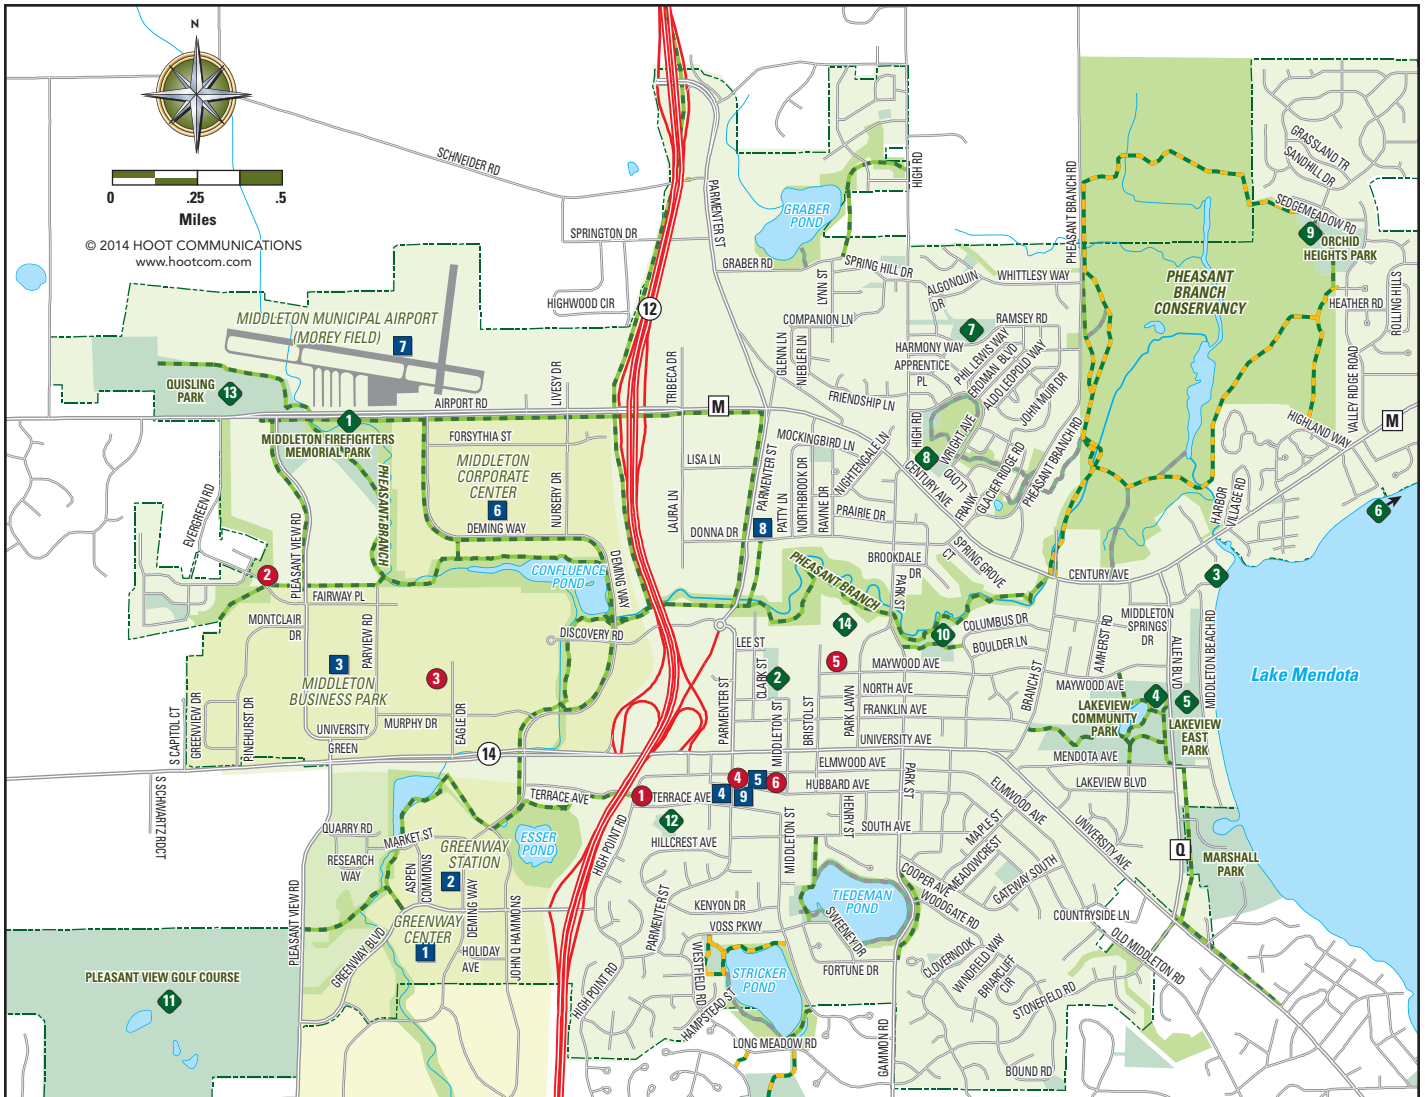 N
0
.25
.5
Miles
© 2014 HOOT COMMUNICATIONS
www.hootcom.com
SCHNEIDER RD
SPRINGTON DR
HIGHWOOD CIR
PARMENTER ST
GRABER
POND
GRABER RD
HIGH RD
SPRING HILL DR
LYNN ST
ALGONQUIN
DR
WHITTLESY WAY
PHEASANT BRANCH RD
GRASSLAND TR
SANDHILL DR
SEDGEMEADOW RD
9
ORCHID
HEIGHTS PARK
PHEASANT
BRANCH
CONSERVANCY
HEATHER RD
ROLLING HILLS
VALLEY RIDGE ROAD
HIGHLAND WAY
M
12
MIDDLETON MUNICIPAL AIRPORT
(MOREY FIELD)
7
COMPANION LN
GLENN LN
NIEBLER LN
7
RAMSEY RD
HARMONY WAY
APPRENTICE
PL
PHIL LEWIS WAY
ERDMAN BLVD
ALDO LEOPOLD WAY
JOHN MUIR DR
FRIENDSHIP LN
QUISLING
PARK
13
LIVESY DR
TRIBECA DR
AIRPORT RD
M
1
MIDDLETON FIREFIGHTERS
MEMORIAL PARK
FORSYTHIA ST
MIDDLETON
CORPORATE
CENTER
6
DEMING WAY
NURSERY DR
PHEASANT BRANCH
LISA LN
LAURA LN
DONNA DR
PARMENTER ST
8
PATTY LN
NORTHBROOK DR
RAVINE DR
MOCKINGBIRD LN
NIGHTENGALE LN
PRAIRIE DR
HIGH RD
8
CENTURY AVE
WRIGHT AVE
OLOTT
FRANK
GLACIER RIDGE RD
PHEASANT BRANCH RD
HARBOR
VILLAGE RD
6
EVERGREEN RD
PLEASANT VIEW RD
2
FAIRWAY PL
CONFLUENCE
POND
DEMING WAY
BROOKDALE
DR
SPRING GROVE
CT
PHEASANT BRANCH
CENTURY AVE
3
MONTCLAIR
DR
PARVIEW RD
DISCOVERY RD
LEE ST
CLARK ST
14
5
PARK ST
10
COLUMBUS DR
BOULDER LN
MIDDLETON
SPRINGS
DR
AMHERST RD
ALLEN BLVD
MIDDLETON BEACH RD
3
MIDDLETON
BUSINESS PARK
3
2
MAYWOOD AVE
NORTH AVE
FRANKLIN AVE
UNIVERSITY AVE
PARK LAWN
BRISTOL ST
MIDDLETON ST
PARMENTER ST
BRANCH ST
MAYWOOD AVE
4
5
LAKEVIEW
COMMUNITY
PARK
LAKEVIEW
EAST
PARK
Lake Mendota
S CAPITOL CT
GREENVIEW DR
PINEHURST DR
UNIVERSITY
GREEN
MURPHY DR
EAGLE DR
14
MENDOTA AVE
LAKEVIEW BLVD
ELMWOOD AVE
HUBBARD AVE
4
5
6
4
9
1
TERRACE AVE
TERRACE AVE
12
HILLCREST AVE
S SCHWARTZ RDCT
QUARRY RD
RESEARCH
WAY
MARKET ST
ASPEN
COMMONS
GREENWAY
STATION
2
DEMING WAY
ESSER
POND
HIGH POINT RD
MIDDLETON ST
HENRY ST
SOUTH AVE
PARK ST
ELMWOOD AVE
UNIVERSITY AVE
MAPLE ST
MEADOWCREST
GATEWAY SOUTH
COOPER AVE
WOODGATE RD
Q
MARSHALL
PARK
PLEASANT VIEW RD
GREENWAY
CENTER
1
GREENWAY BLVD
HOLIDAY
AVE
JOHN Q HAMMONS
KENYON DR
PARMENTER ST
VOSS PKWY
TIEDEMAN
POND
SWEENEY DR
FORTUNE DR
COUNTRYSIDE LN
OLD MIDDLETON RD
CLOVERNOOK
WINDFIELD WAY
BRIARCLIFF
CIR
STONEFIELD RD
PLEASANT VIEW GOLF COURSE
11
HIGH POINT RD
WESTFIELD RD
HAMPSTEAD ST
STRICKER
POND
LONG MEADOW RD
GAMMON RD
BOUND RD